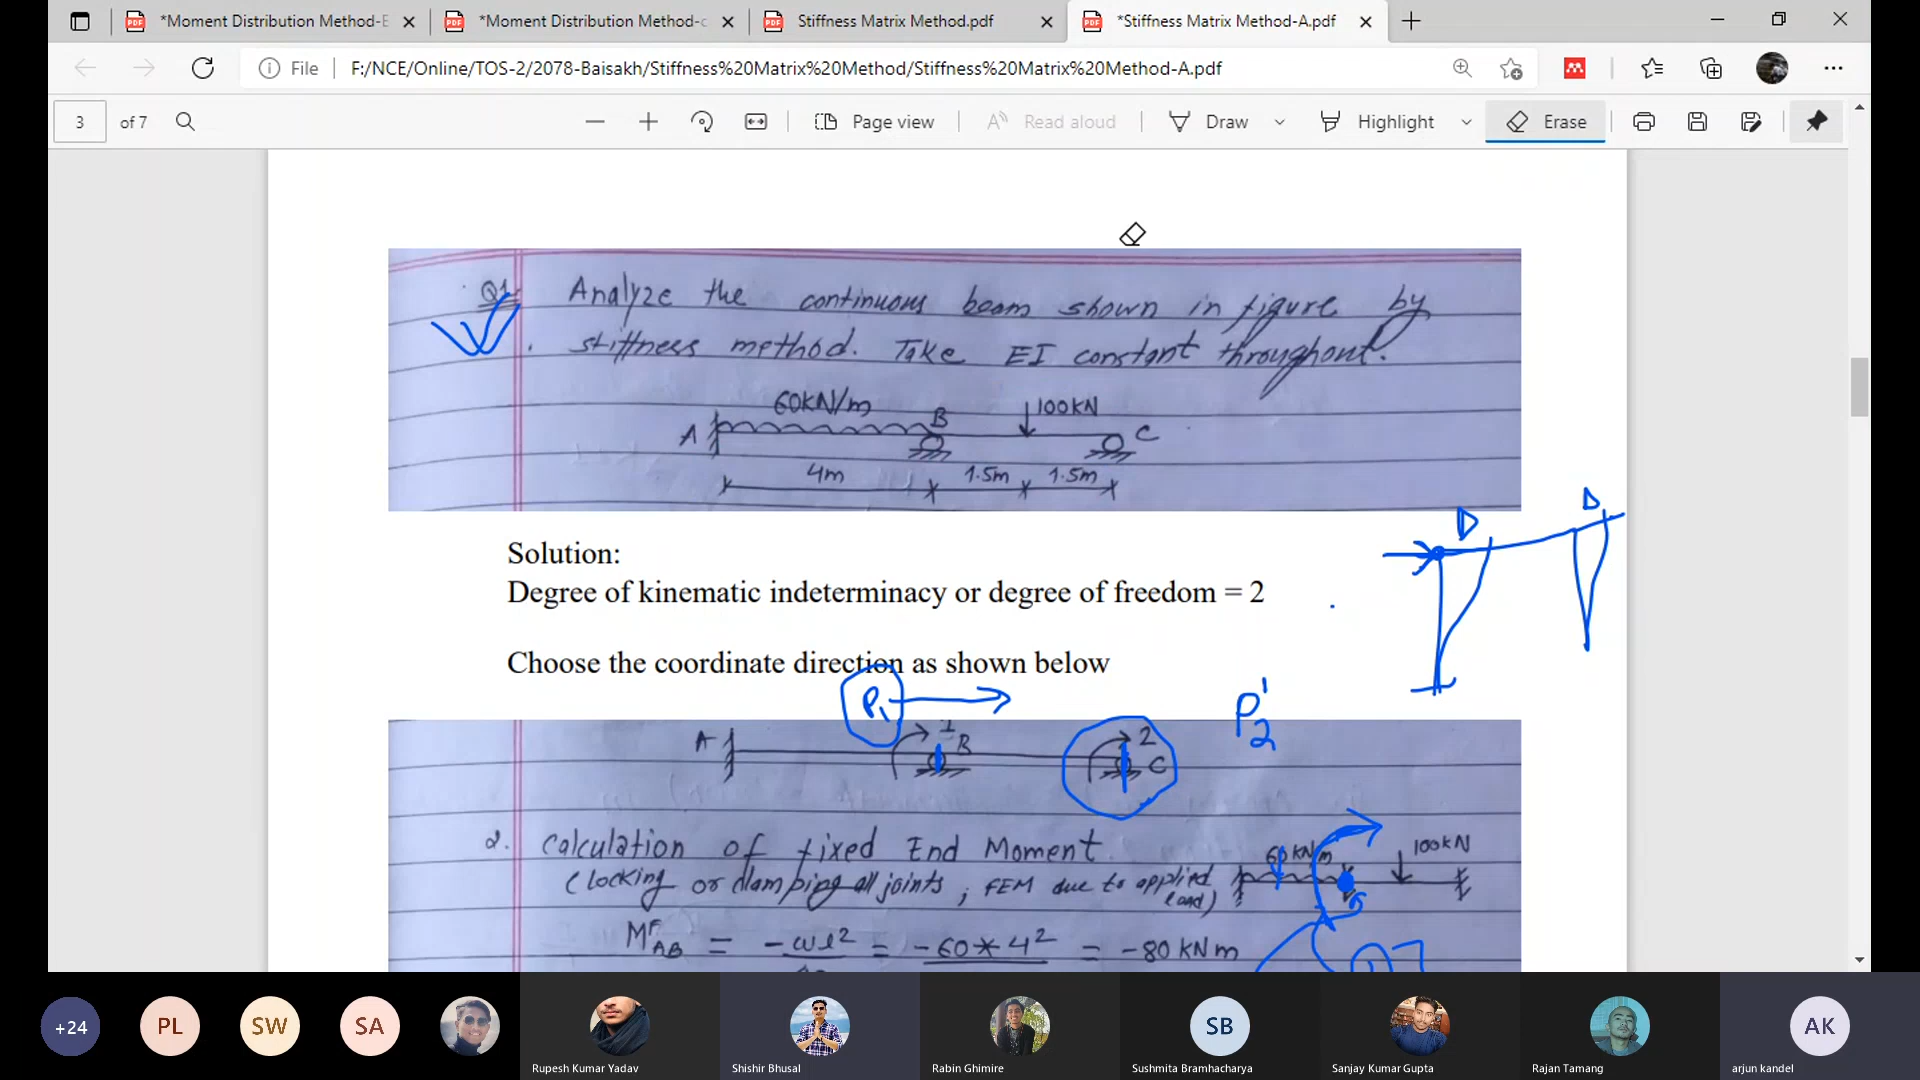 *Moment Distribution Method-E
*Moment Distribution Method-c
Stiffness Matrix Method.pdf
*Stiffness Matrix Method-A.pdf
File
F:/NCE/Online/TOS-2/2078-Baisakh/Stiffness%20Matrix%20Method/Stiffness%20Matrix%20Method-A.pdf
3 of 7
Page view
Read aloud
Draw
Highlight
Erase
Q1. Analyze the continuous beam shown in figure by
stiffness method. Take EI constant throughout.
60KN/m B 100KN
A C
4m 1.5m 1.5m
Solution:
D D
Degree of kinematic indeterminacy or degree of freedom = 2
Choose the coordinate direction as shown below
P1 P'2
A 1 B 2 C
2. Calculation of fixed End Moment
60KN/m 100KN
(locking or clamping all joints, FEM due to applied
load)
MFAB = -wl² = -60*4² = -80 KNm
+24
PL
SW
SA
SB
AK
Rupesh Kumar Yadav
Shishir Bhusal
Rabin Ghimire
Sushmita Bramhacharya
Sanjay Kumar Gupta
Rajan Tamang
arjun kandel